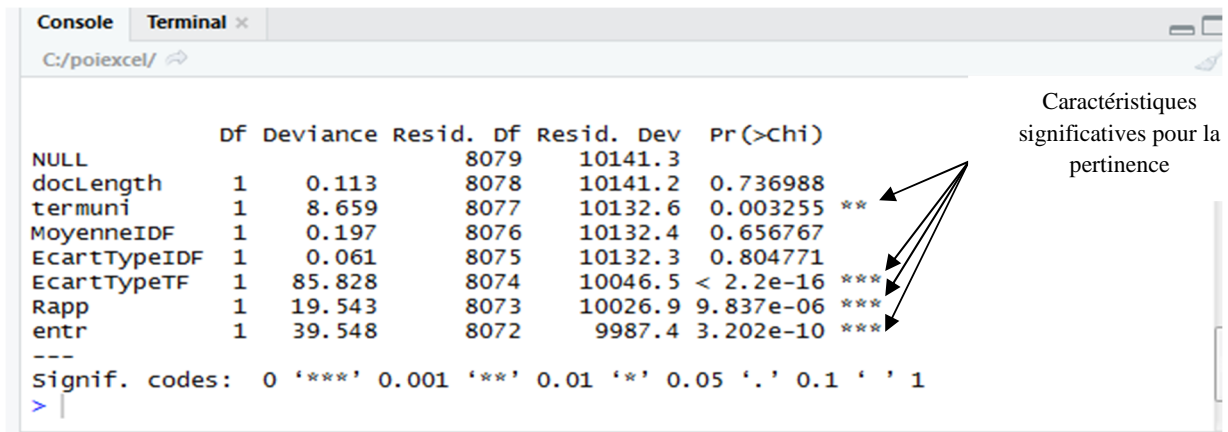 Console Terminal ×
C:/poiexcel/
Caractéristiques
significatives pour la
pertinence
Df Deviance Resid. Df Resid. Dev Pr(>Chi)
NULL 8079 10141.3
docLength 1 0.113 8078 10141.2 0.736988
termuni 1 8.659 8077 10132.6 0.003255 **
MoyenneIDF 1 0.197 8076 10132.4 0.656767
EcartTypeIDF 1 0.061 8075 10132.3 0.804771
EcartTypeTF 1 85.828 8074 10046.5 < 2.2e-16 ***
Rapp 1 19.543 8073 10026.9 9.837e-06 ***
entr 1 39.548 8072 9987.4 3.202e-10 ***
---
Signif. codes: 0 ‘***’ 0.001 ‘**’ 0.01 ‘*’ 0.05 ‘.’ 0.1 ‘ ’ 1
>